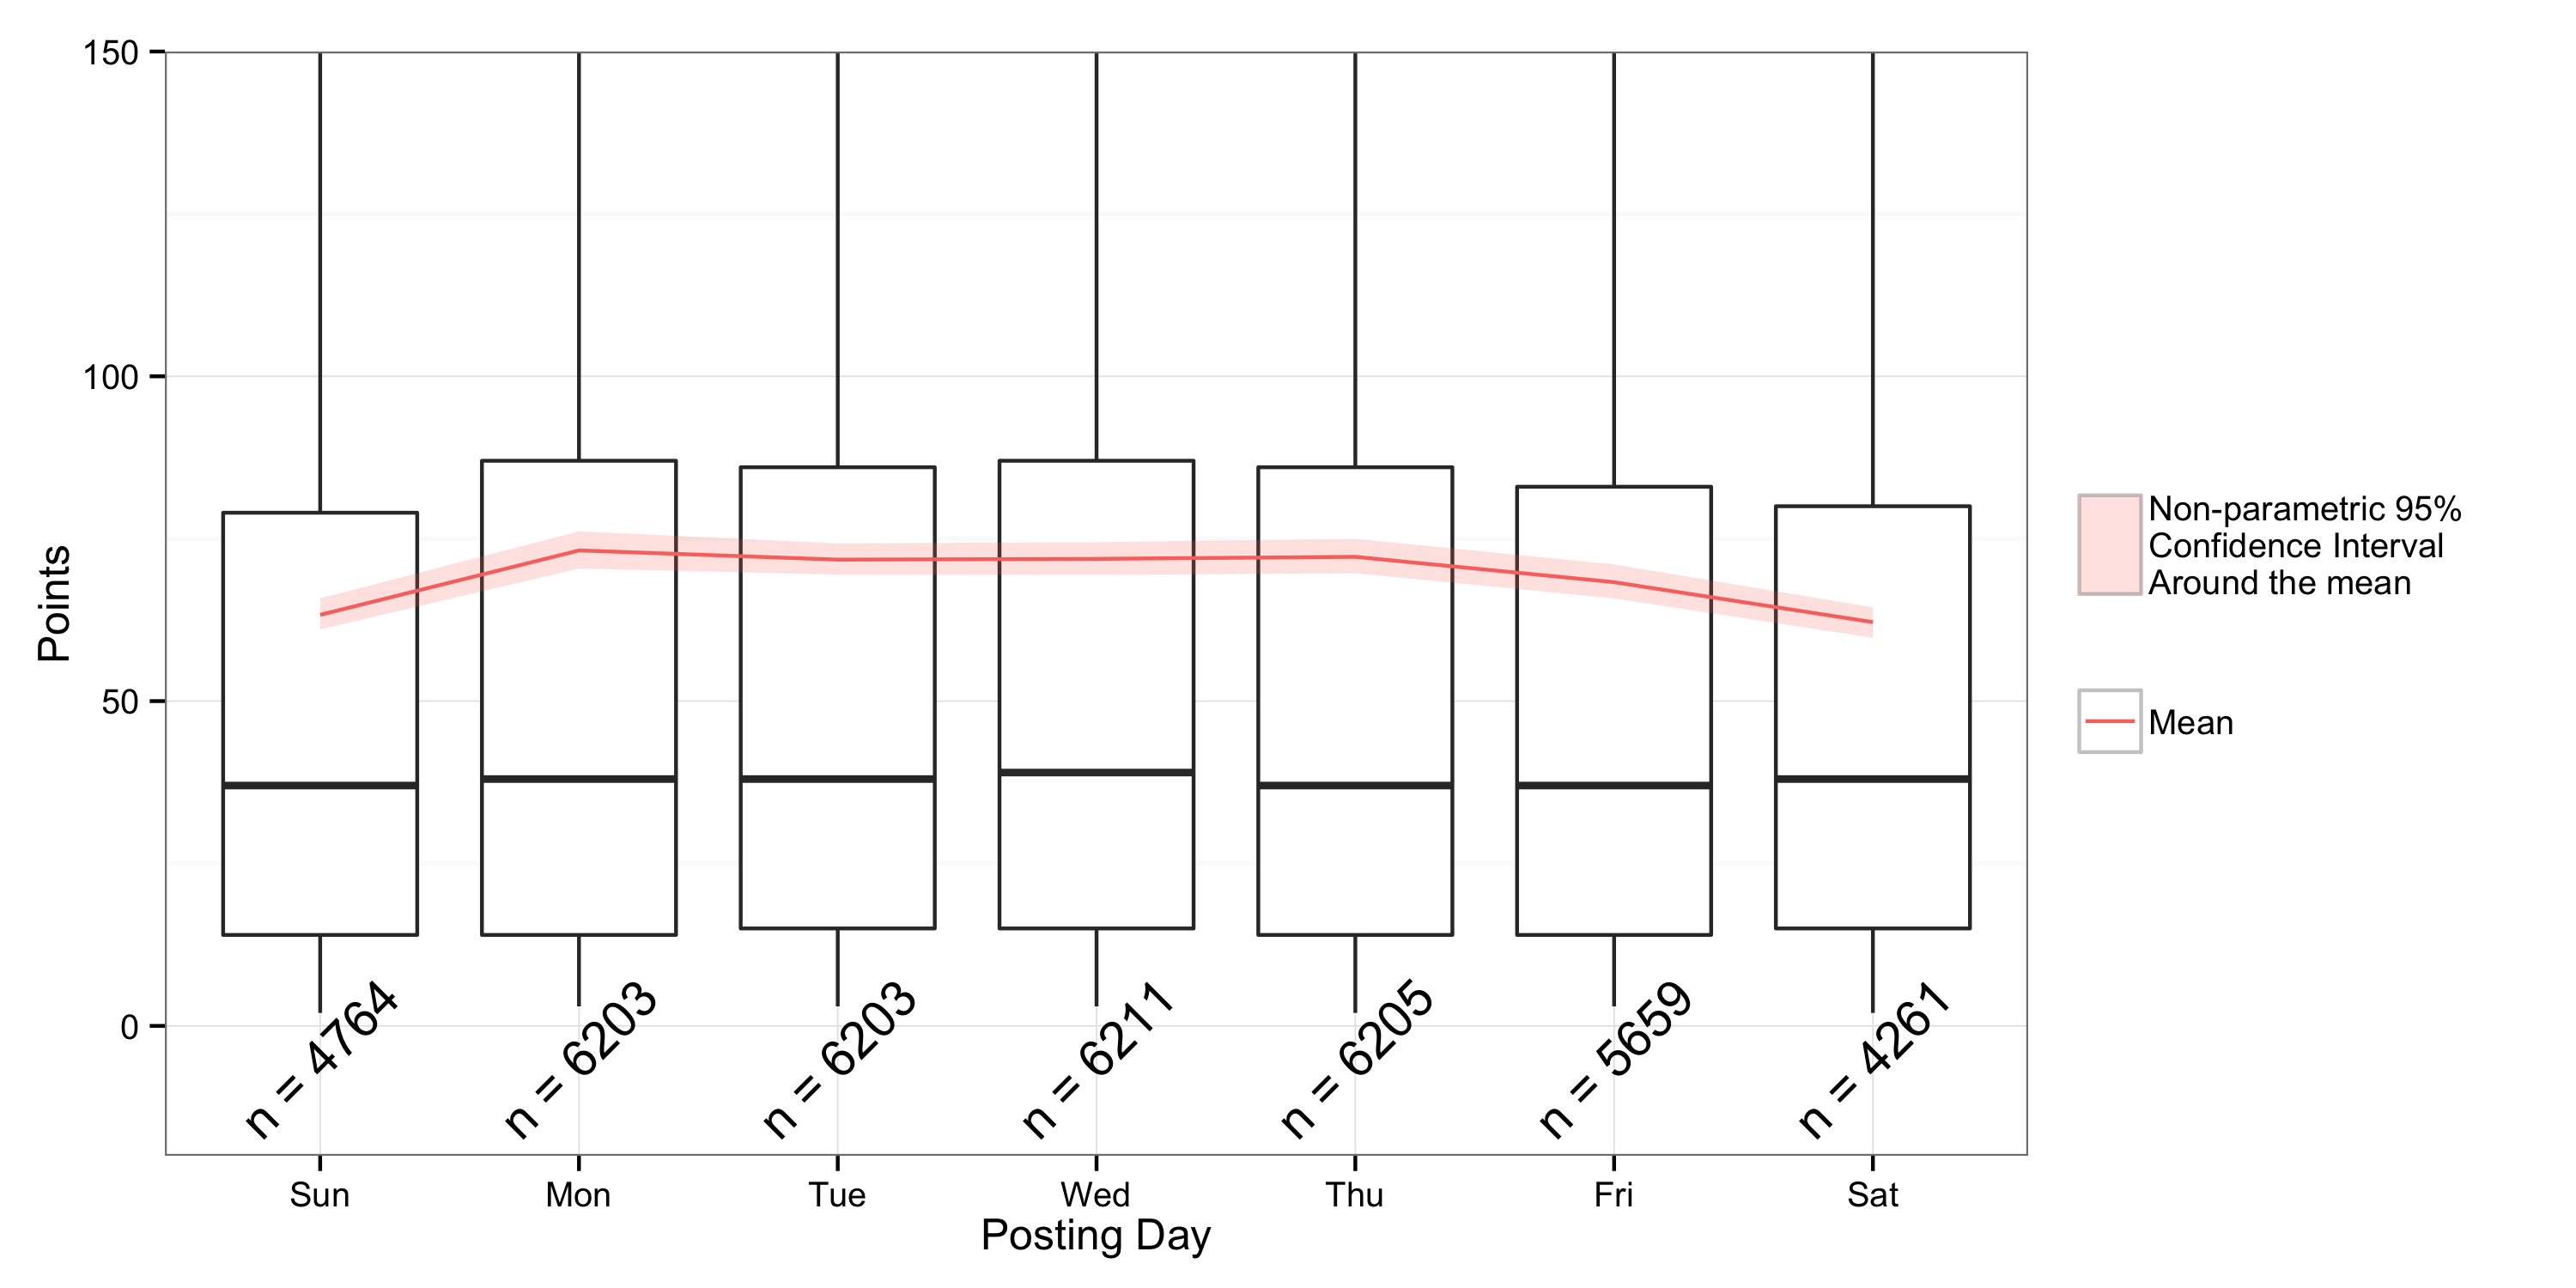 150
100
50
0
Points
n = 4764
n = 6203
n = 6203
n = 6211
n = 6205
n = 5659
n = 4261
Sun
Mon
Tue
Wed
Thu
Fri
Sat
Posting Day
Non-parametric 95%
Confidence Interval
Around the mean
Mean